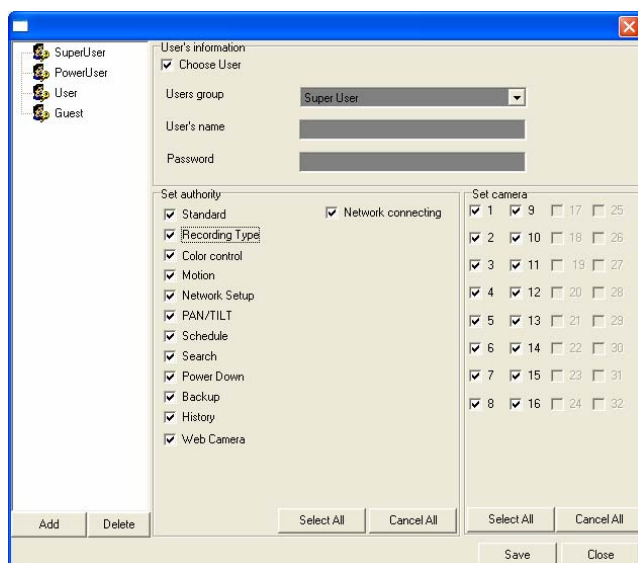 SuperUser
PowerUser
User
Guest
Add Delete
User's information
Choose User
Users group Super User
User's name
Password
Set authority
Standard Network connecting
Recording Type
Color control
Motion
Network Setup
PAN/TILT
Schedule
Search
Power Down
Backup
History
Web Camera
Select All Cancel All
Set camera
1 9 17 25
2 10 18 26
3 11 19 27
4 12 20 28
5 13 21 29
6 14 22 30
7 15 23 31
8 16 24 32
Select All Cancel All
Save Close